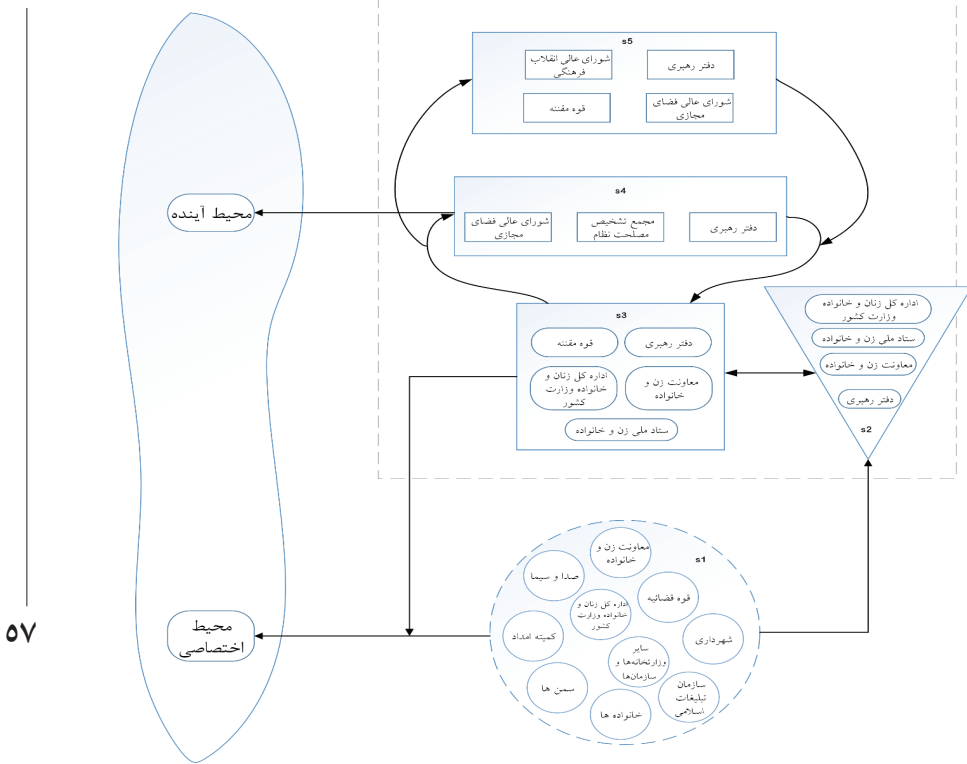 s5
دفتر رهبری
شورای عالی انقلاب
فرهنگی
شورای عالی فضای
مجازی
قوه مقننه
s4
دفتر رهبری
مجمع تشخیص
مصلحت نظام
شورای عالی فضای
مجازی
محیط آینده
s3
دفتر رهبری
قوه مقننه
معاونت زن و
خانواده
اداره کل زنان و
خانواده وزارت
کشور
ستاد ملی زن و خانواده
اداره کل زنان و خانواده
وزارت کشور
ستاد ملی زن و خانواده
معاونت زن و خانواده
دفتر رهبری
s2
s1
معاونت زن و
خانواده
صدا و سیما
قوه قضائیه
اداره کل زنان و
خانواده وزارت
کشور
شهرداری
کمیته امداد
سایر
وزارتخانه‌ها و
سازمان‌ها
سازمان
تبلیغات
اسلامی
سمن ها
خانواده ها
محیط
اختصاصی
۵۷